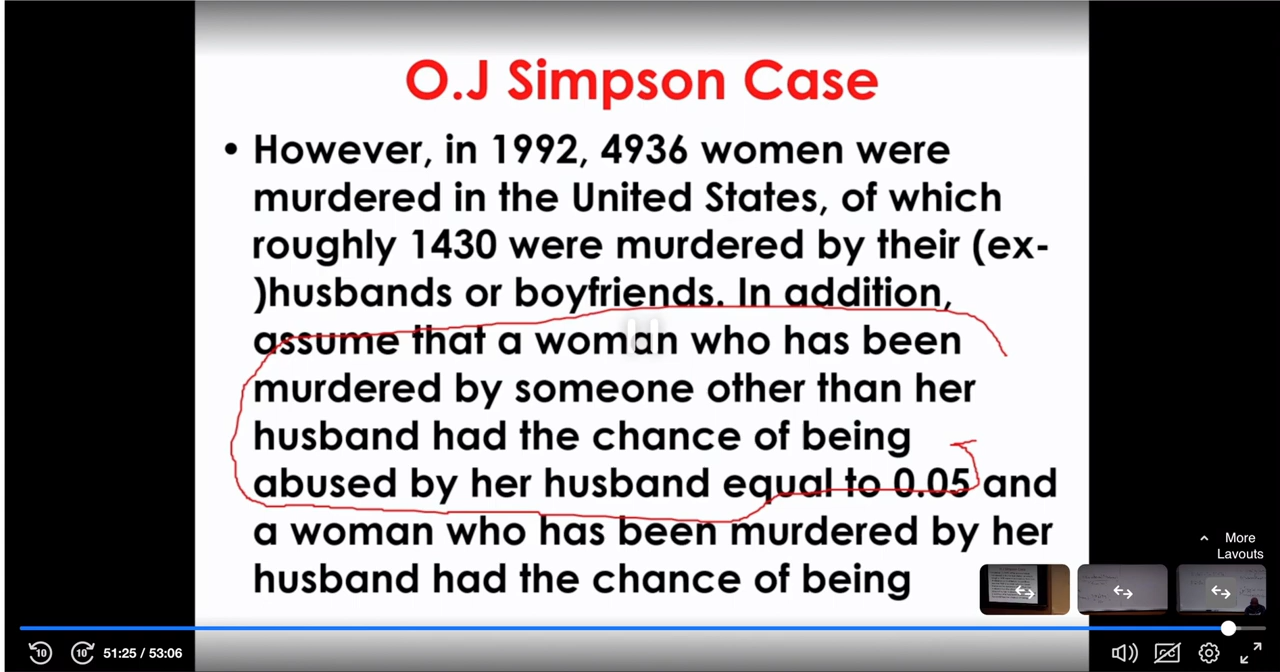 O.J Simpson Case
• However, in 1992, 4936 women were
murdered in the United States, of which
roughly 1430 were murdered by their (ex-
)husbands or boyfriends. In addition,
assume that a woman who has been
murdered by someone other than her
husband had the chance of being
abused by her husband equal to 0.05 and
a woman who has been murdered by her
husband had the chance of being
More
Layouts
10
10
51:25 / 53:06
CC